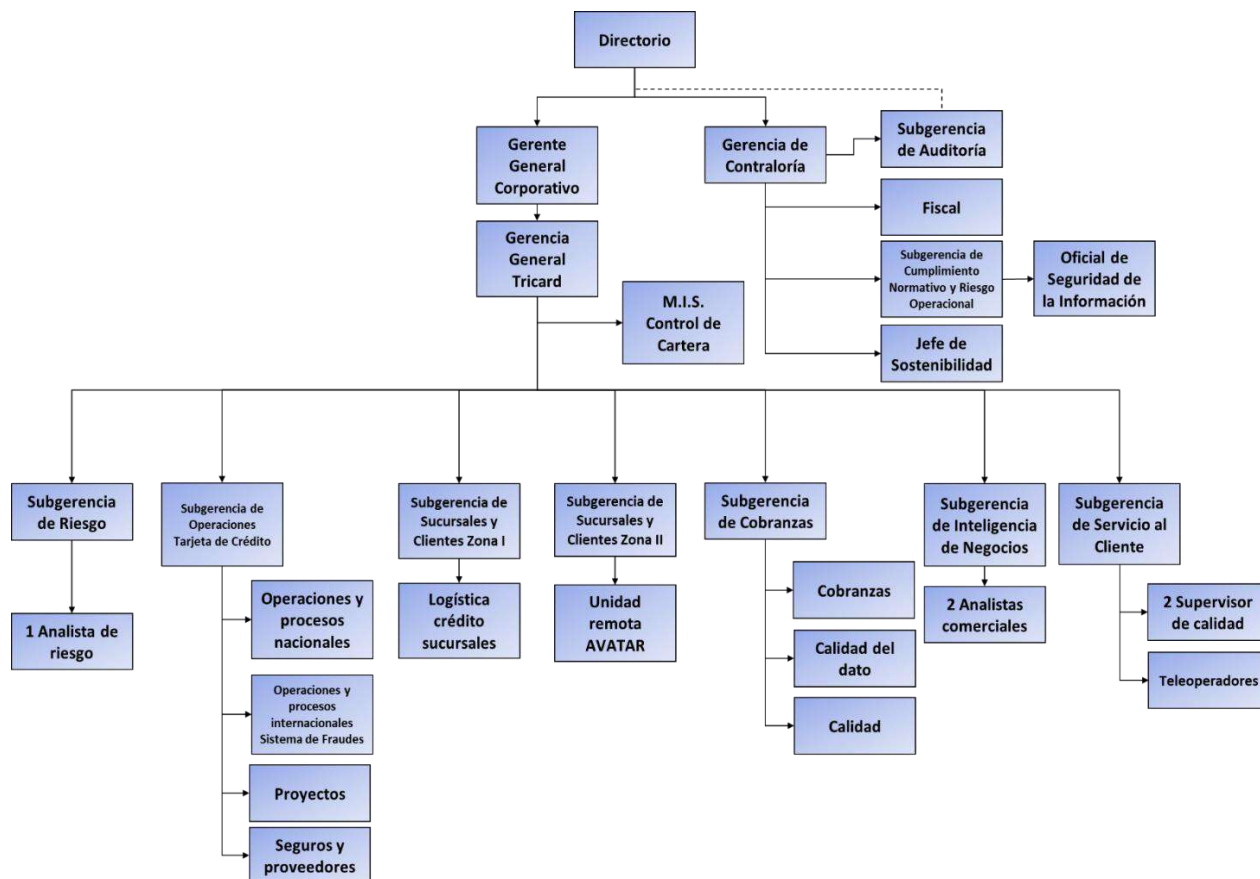 Directorio
Gerente
General
Corporativo
Gerencia de
Contraloría
Subgerencia
de Auditoría
Fiscal
Gerencia
General
Tricard
Subgerencia de
Cumplimiento
Normativo y Riesgo
Operacional
Oficial de
Seguridad de
la Información
M.I.S.
Control de
Cartera
Jefe de
Sostenibilidad
Subgerencia
de Riesgo
Subgerencia de
Operaciones
Tarjeta de Crédito
Subgerencia de
Sucursales y
Clientes Zona I
Subgerencia de
Sucursales y
Clientes Zona II
Subgerencia
de Cobranzas
Subgerencia
de Inteligencia
de Negocios
Subgerencia
de Servicio al
Cliente
1 Analista de
riesgo
Operaciones y
procesos
nacionales
Operaciones y
procesos
internacionales
Sistema de Fraudes
Proyectos
Seguros y
proveedores
Logística
crédito
sucursales
Unidad
remota
AVATAR
Cobranzas
Calidad del
dato
Calidad
2 Analistas
comerciales
2 Supervisor
de calidad
Teleoperadores